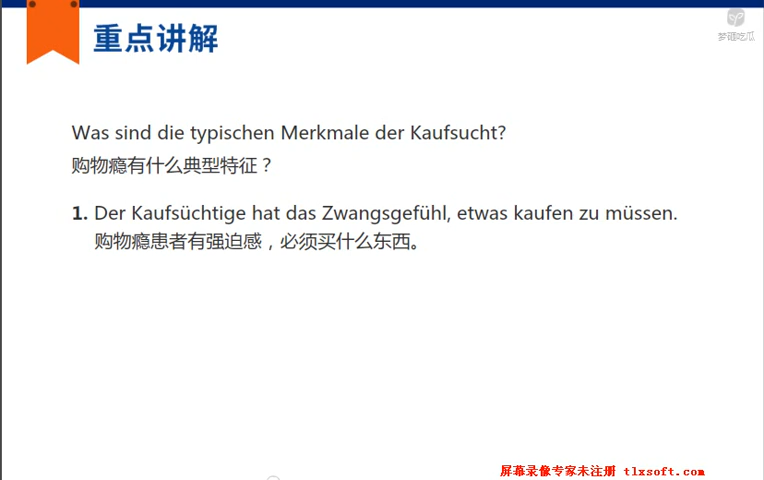 重点讲解
梦砸吃瓜
Was sind die typischen Merkmale der Kaufsucht?
购物瘾有什么典型特征？
1. Der Kaufsüchtige hat das Zwangsgefühl, etwas kaufen zu müssen.
购物瘾患者有强迫感，必须买什么东西。
屏幕录像专家未注册 tlxsoft.com